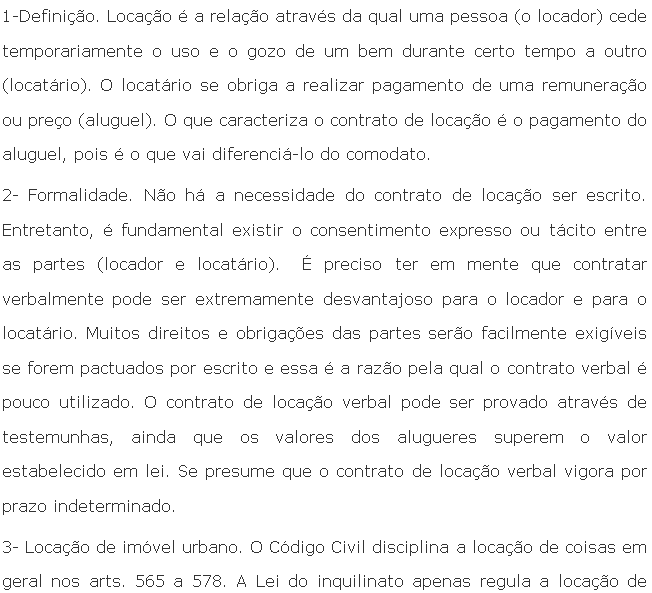 1-Definição. Locação é a relação através da qual uma pessoa (o locador) cede
temporariamente o uso e o gozo de um bem durante certo tempo a outro
(locatário). O locatário se obriga a realizar pagamento de uma remuneração
ou preço (aluguel). O que caracteriza o contrato de locação é o pagamento do
aluguel, pois é o que vai diferenciá-lo do comodato.
2- Formalidade. Não há a necessidade do contrato de locação ser escrito.
Entretanto, é fundamental existir o consentimento expresso ou tácito entre
as partes (locador e locatário). É preciso ter em mente que contratar
verbalmente pode ser extremamente desvantajoso para o locador e para o
locatário. Muitos direitos e obrigações das partes serão facilmente exigíveis
se forem pactuados por escrito e essa é a razão pela qual o contrato verbal é
pouco utilizado. O contrato de locação verbal pode ser provado através de
testemunhas, ainda que os valores dos alugueres superem o valor
estabelecido em lei. Se presume que o contrato de locação verbal vigora por
prazo indeterminado.
3- Locação de imóvel urbano. O Código Civil disciplina a locação de coisas em
geral nos arts. 565 a 578. A Lei do inquilinato apenas regula a locação de